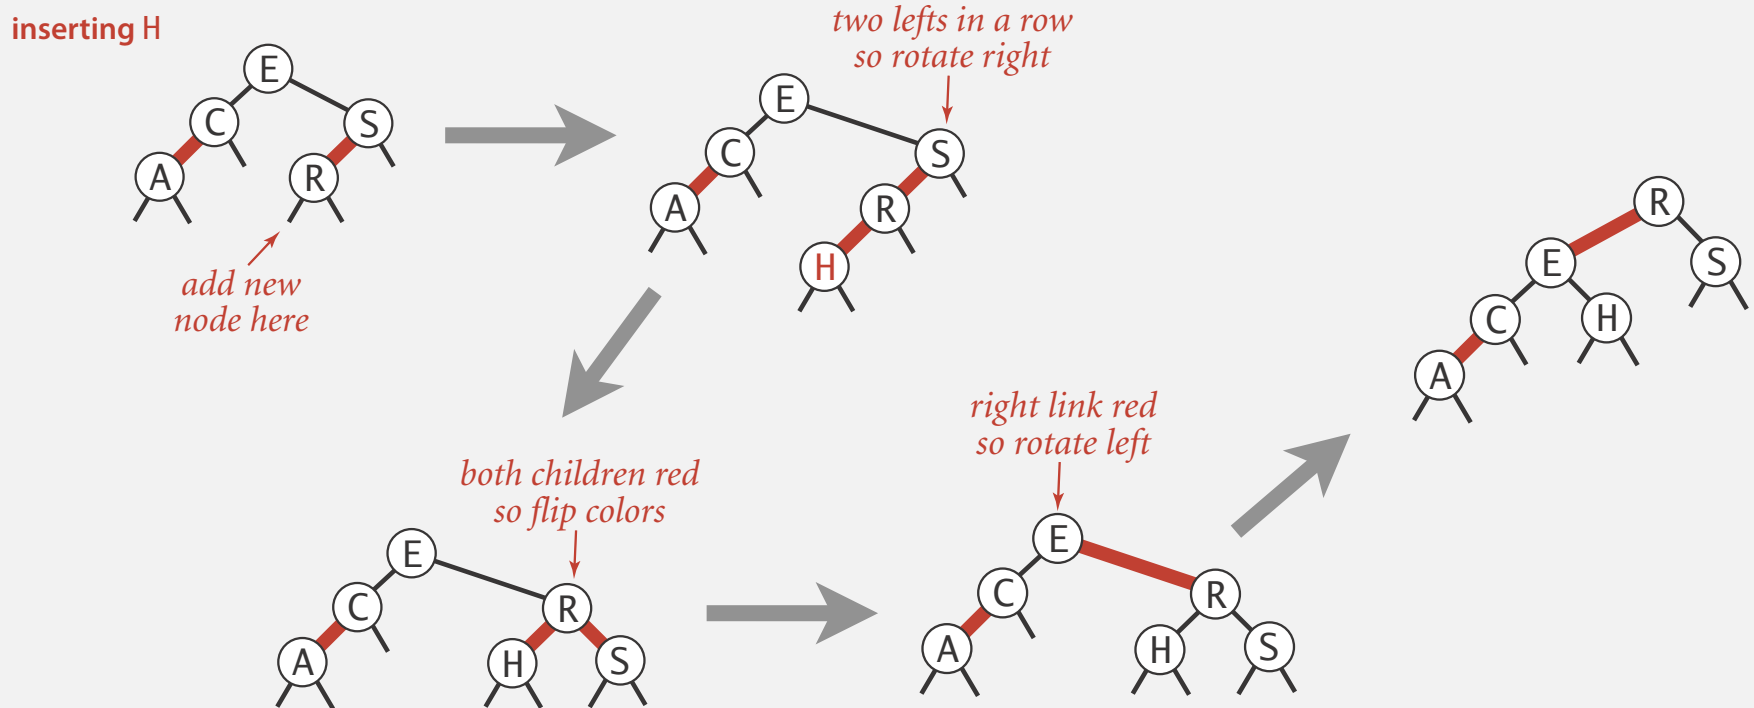 inserting H
E
C
S
A
R
add new
node here
two lefts in a row
so rotate right
E
C
S
A
R
H
both children red
so flip colors
E
C
R
A
H
S
right link red
so rotate left
E
C
R
A
H
S
R
E
S
C
H
A